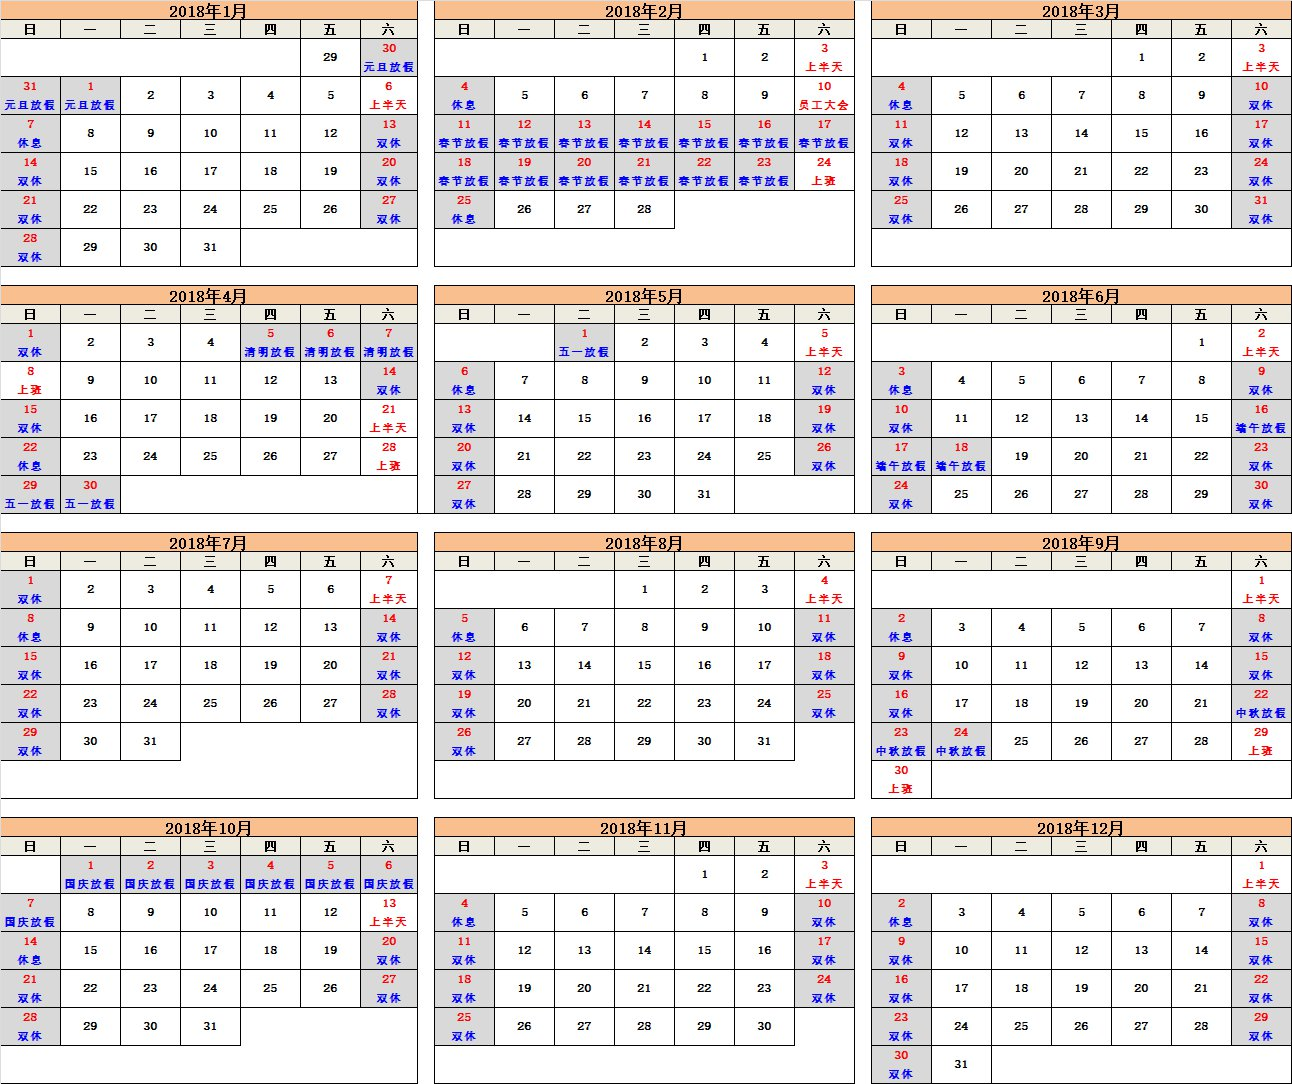 2018年1月
日 一 二 三 四 五 六
29 30
元旦放假
31 1 2 3 4 5 6
元旦放假 元旦放假 上半天
7 8 9 10 11 12 13
休息 双休
14 15 16 17 18 19 20
双休 双休
21 22 23 24 25 26 27
双休 双休
28 29 30 31
双休
2018年2月
日 一 二 三 四 五 六
1 2 3
上半天
4 5 6 7 8 9 10
休息 员工大会
11 12 13 14 15 16 17
春节放假 春节放假 春节放假 春节放假 春节放假 春节放假 春节放假
18 19 20 21 22 23 24
春节放假 春节放假 春节放假 春节放假 春节放假 春节放假 上班
25 26 27 28
休息
2018年3月
日 一 二 三 四 五 六
1 2 3
上半天
4 5 6 7 8 9 10
休息 双休
11 12 13 14 15 16 17
双休 双休
18 19 20 21 22 23 24
双休 双休
25 26 27 28 29 30 31
双休 双休
2018年4月
日 一 二 三 四 五 六
1 2 3 4 5 6 7
双休 清明放假 清明放假 清明放假
8 9 10 11 12 13 14
上班 双休
15 16 17 18 19 20 21
双休 上半天
22 23 24 25 26 27 28
休息 上班
29 30
五一放假 五一放假
2018年5月
日 一 二 三 四 五 六
1 2 3 4 5
五一放假 上半天
6 7 8 9 10 11 12
休息 双休
13 14 15 16 17 18 19
双休 双休
20 21 22 23 24 25 26
双休 双休
27 28 29 30 31
双休
2018年6月
日 一 二 三 四 五 六
1 2
上半天
3 4 5 6 7 8 9
休息 双休
10 11 12 13 14 15 16
双休 端午放假
17 18 19 20 21 22 23
端午放假 端午放假 双休
24 25 26 27 28 29 30
双休 双休
2018年7月
日 一 二 三 四 五 六
1 2 3 4 5 6 7
双休 上半天
8 9 10 11 12 13 14
休息 双休
15 16 17 18 19 20 21
双休 双休
22 23 24 25 26 27 28
双休 双休
29 30 31
双休
2018年8月
日 一 二 三 四 五 六
1 2 3 4
上半天
5 6 7 8 9 10 11
休息 双休
12 13 14 15 16 17 18
双休 双休
19 20 21 22 23 24 25
双休 双休
26 27 28 29 30 31
双休
2018年9月
日 一 二 三 四 五 六
1
上半天
2 3 4 5 6 7 8
休息 双休
9 10 11 12 13 14 15
双休 双休
16 17 18 19 20 21 22
双休 中秋放假
23 24 25 26 27 28 29
中秋放假 中秋放假 上班
30
上班
2018年10月
日 一 二 三 四 五 六
1 2 3 4 5 6
国庆放假 国庆放假 国庆放假 国庆放假 国庆放假 国庆放假
7 8 9 10 11 12 13
国庆放假 上半天
14 15 16 17 18 19 20
休息 双休
21 22 23 24 25 26 27
双休 双休
28 29 30 31
双休
2018年11月
日 一 二 三 四 五 六
1 2 3
上半天
4 5 6 7 8 9 10
休息 双休
11 12 13 14 15 16 17
双休 双休
18 19 20 21 22 23 24
双休 双休
25 26 27 28 29 30
双休
2018年12月
日 一 二 三 四 五 六
1
上半天
2 3 4 5 6 7 8
休息 双休
9 10 11 12 13 14 15
双休 双休
16 17 18 19 20 21 22
双休 双休
23 24 25 26 27 28 29
双休 双休
30 31
双休